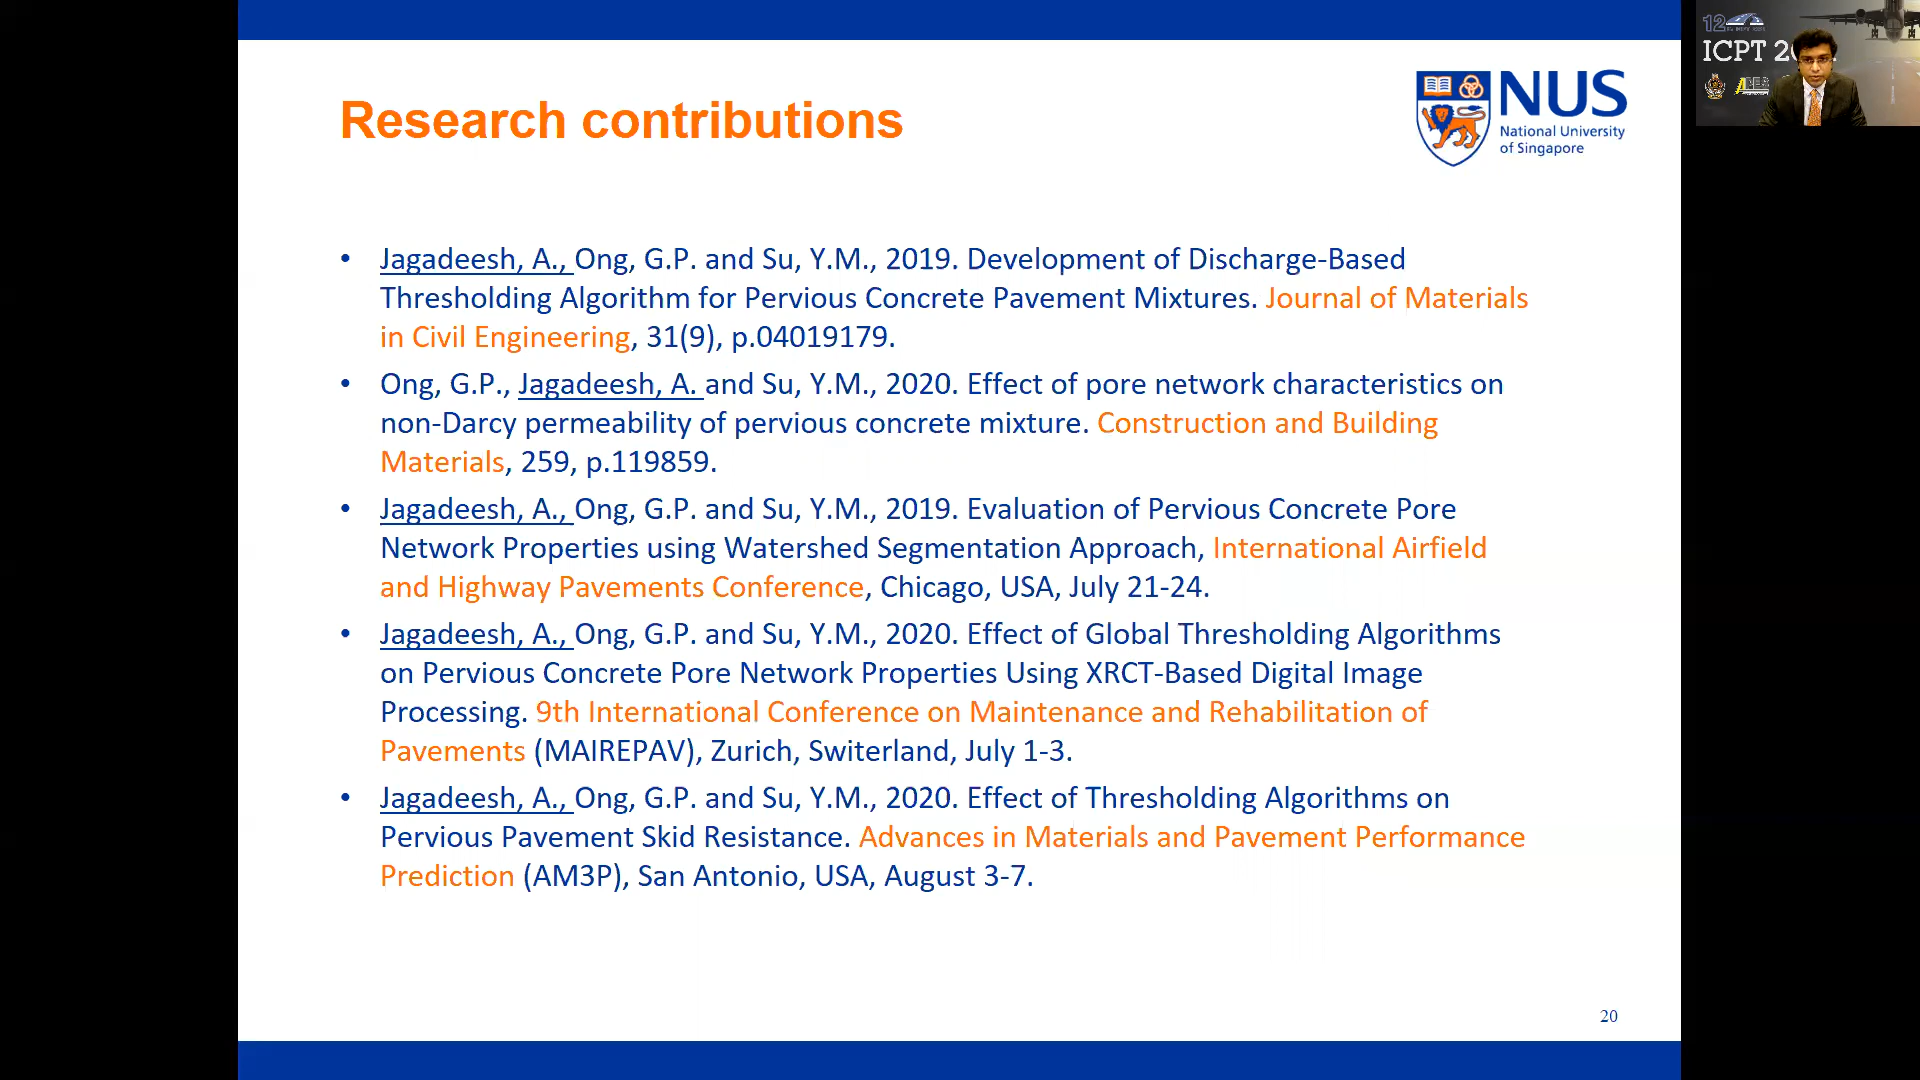 Research contributions
NUS
National University
of Singapore
12
ICPT 2
• Jagadeesh, A., Ong, G.P. and Su, Y.M., 2019. Development of Discharge-Based
Thresholding Algorithm for Pervious Concrete Pavement Mixtures. Journal of Materials
in Civil Engineering, 31(9), p.04019179.
• Ong, G.P., Jagadeesh, A. and Su, Y.M., 2020. Effect of pore network characteristics on
non-Darcy permeability of pervious concrete mixture. Construction and Building
Materials, 259, p.119859.
• Jagadeesh, A., Ong, G.P. and Su, Y.M., 2019. Evaluation of Pervious Concrete Pore
Network Properties using Watershed Segmentation Approach, International Airfield
and Highway Pavements Conference, Chicago, USA, July 21-24.
• Jagadeesh, A., Ong, G.P. and Su, Y.M., 2020. Effect of Global Thresholding Algorithms
on Pervious Concrete Pore Network Properties Using XRCT-Based Digital Image
Processing. 9th International Conference on Maintenance and Rehabilitation of
Pavements (MAIREPAV), Zurich, Switerland, July 1-3.
• Jagadeesh, A., Ong, G.P. and Su, Y.M., 2020. Effect of Thresholding Algorithms on
Pervious Pavement Skid Resistance. Advances in Materials and Pavement Performance
Prediction (AM3P), San Antonio, USA, August 3-7.
20